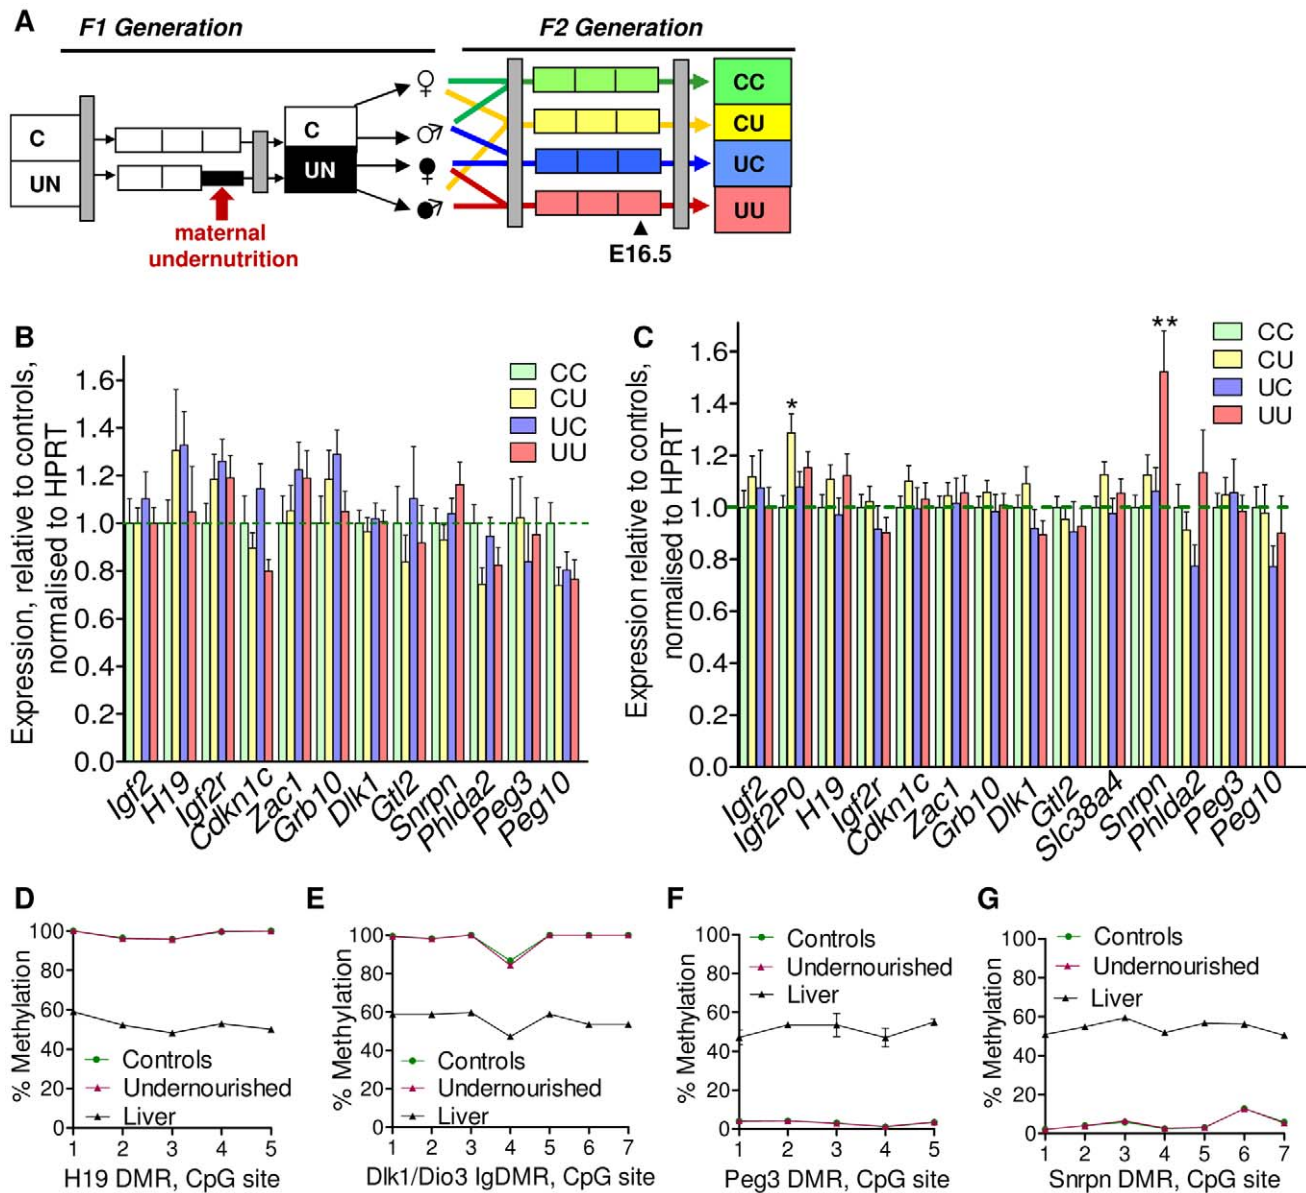 A
F1 Generation
F2 Generation
C
UN
C
UN
♀
♂
♀
♂
maternal
undernutrition
E16.5
CC
CU
UC
UU
B
Expression, relative to controls,
normalised to HPRT
1.6
1.4
1.2
1.0
0.8
0.6
0.4
0.2
0.0
CC
CU
UC
UU
Igf2
H19
Igf2r
Cdkn1c
Zac1
Grb10
Dlk1
Gtl2
Snrpn
Phlda2
Peg3
Peg10
C
Expression relative to controls,
normalised to HPRT
1.6
1.4
1.2
1.0
0.8
0.6
0.4
0.2
0.0
*
**
CC
CU
UC
UU
Igf2
Igf2P0
H19
Igf2r
Cdkn1c
Zac1
Grb10
Dlk1
Gtl2
Slc38a4
Snrpn
Phlda2
Peg3
Peg10
D
% Methylation
100
80
60
40
20
0
Controls
Undernourished
Liver
1 2 3 4 5
H19 DMR, CpG site
E
% Methylation
100
80
60
40
20
0
Controls
Undernourished
Liver
1 2 3 4 5 6 7
Dlk1/Dio3 IgDMR, CpG site
F
% Methylation
100
80
60
40
20
0
Controls
Undernourished
Liver
1 2 3 4 5
Peg3 DMR, CpG site
G
% Methylation
100
80
60
40
20
0
Controls
Undernourished
Liver
1 2 3 4 5 6 7
Snrpn DMR, CpG site